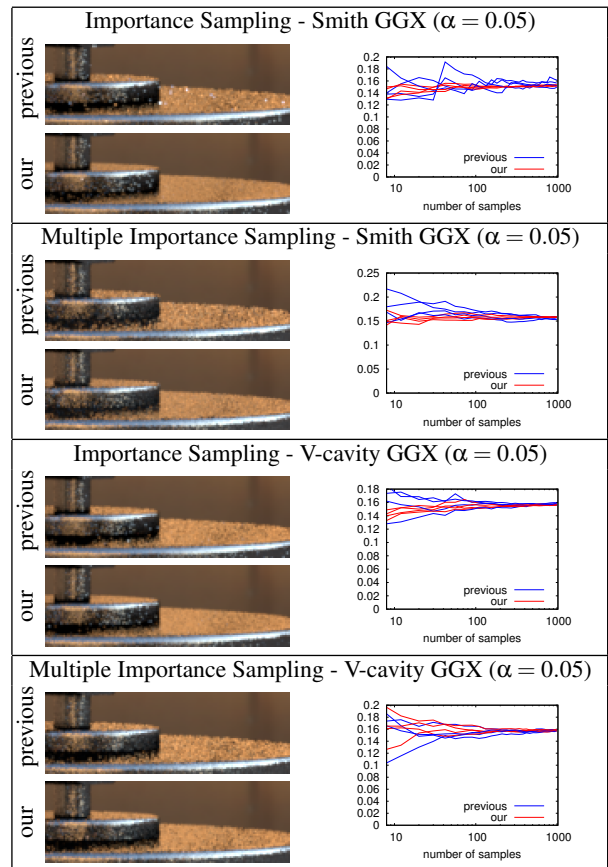 Importance Sampling - Smith GGX (α = 0.05)
previous
our
0.2
0.18
0.16
0.14
0.12
0.1
0.08
0.06
0.04
0.02
0
previous
our
10
100
1000
number of samples
Multiple Importance Sampling - Smith GGX (α = 0.05)
previous
our
0.25
0.2
0.15
0.1
0.05
0
previous
our
10
100
1000
number of samples
Importance Sampling - V-cavity GGX (α = 0.05)
previous
our
0.18
0.16
0.14
0.12
0.1
0.08
0.06
0.04
0.02
0
previous
our
10
100
1000
number of samples
Multiple Importance Sampling - V-cavity GGX (α = 0.05)
previous
our
0.2
0.18
0.16
0.14
0.12
0.1
0.08
0.06
0.04
0.02
0
previous
our
10
100
1000
number of samples